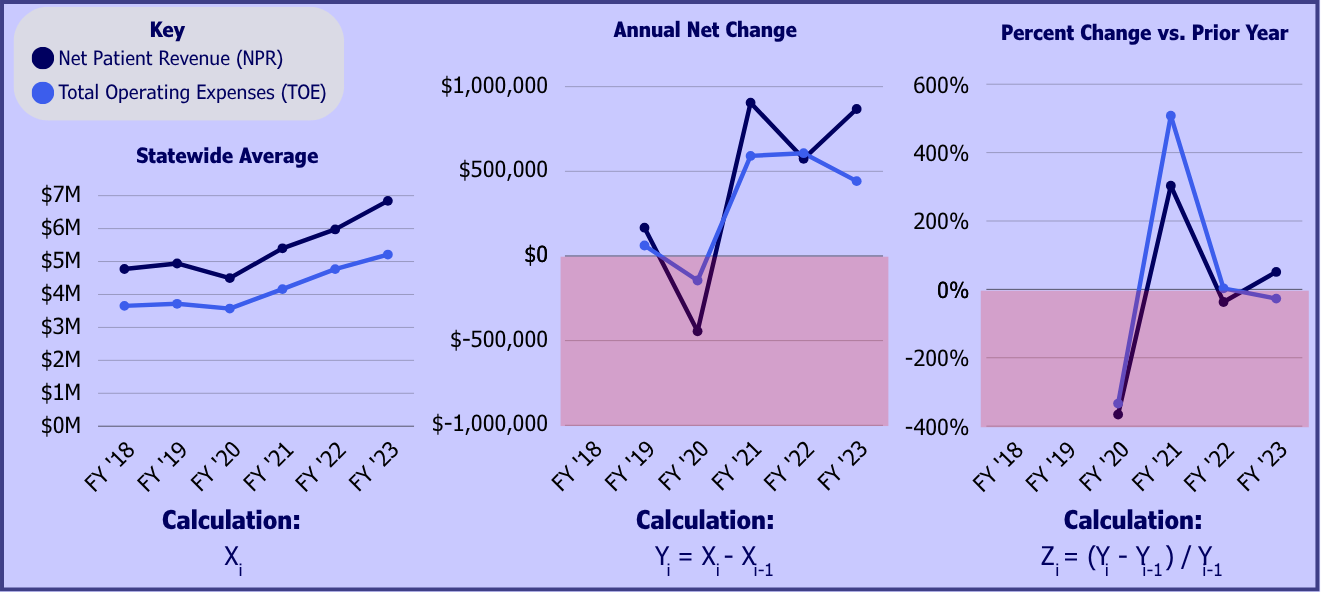 Key
Net Patient Revenue (NPR)
Total Operating Expenses (TOE)
Statewide Average
$7M
$6M
$5M
$4M
$3M
$2M
$1M
$0M
FY '18
FY '19
FY '20
FY '21
FY '22
FY '23
Calculation:
Xi
Annual Net Change
$1,000,000
$500,000
$0
$-500,000
$-1,000,000
FY '18
FY '19
FY '20
FY '21
FY '22
FY '23
Calculation:
Yi = Xi - Xi-1
Percent Change vs. Prior Year
600%
400%
200%
0%
-200%
-400%
FY '18
FY '19
FY '20
FY '21
FY '22
FY '23
Calculation:
Zi = (Yi - Yi-1) / Yi-1